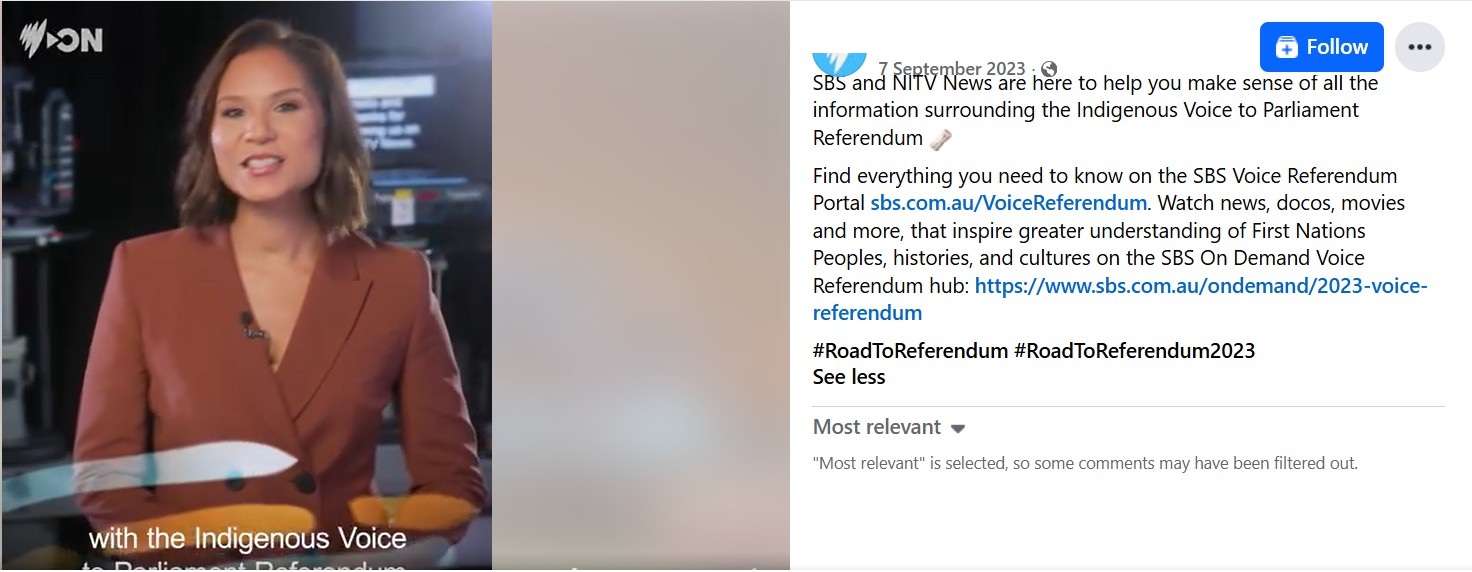 ON
with the Indigenous Voice
to Parliament Referendum
Follow
7 September 2023 ·
SBS and NITV News are here to help you make sense of all the
information surrounding the Indigenous Voice to Parliament
Referendum
Find everything you need to know on the SBS Voice Referendum
Portal sbs.com.au/VoiceReferendum. Watch news, docos, movies
and more, that inspire greater understanding of First Nations
Peoples, histories, and cultures on the SBS On Demand Voice
Referendum hub: https://www.sbs.com.au/ondemand/2023-voice-
referendum
#RoadToReferendum #RoadToReferendum2023
See less
Most relevant
"Most relevant" is selected, so some comments may have been filtered out.